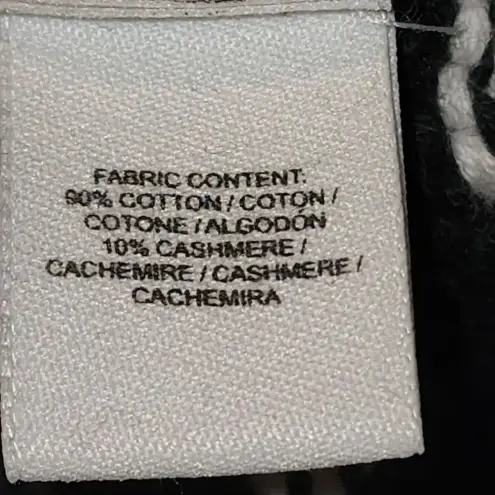 FABRIC CONTENT:
90% COTTON / COTON /
COTONE / ALGODÓN
10% CASHMERE /
CACHEMIRE / CASHMERE /
CACHEMIRA